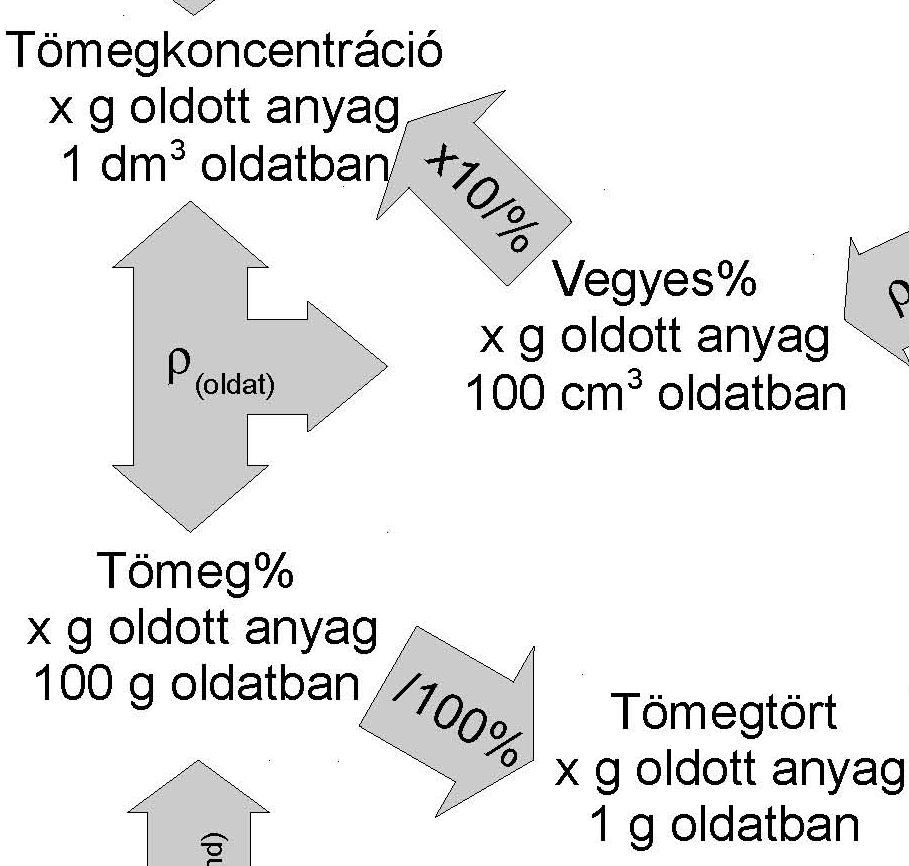 Tömegkoncentráció
x g oldott anyag
1 dm³ oldatban
x10/%
Vegyes%
x g oldott anyag
100 cm³ oldatban
ρ
ρ(oldat)
Tömeg%
x g oldott anyag
100 g oldatban
/100%
Tömegtört
x g oldott anyag
1 g oldatban